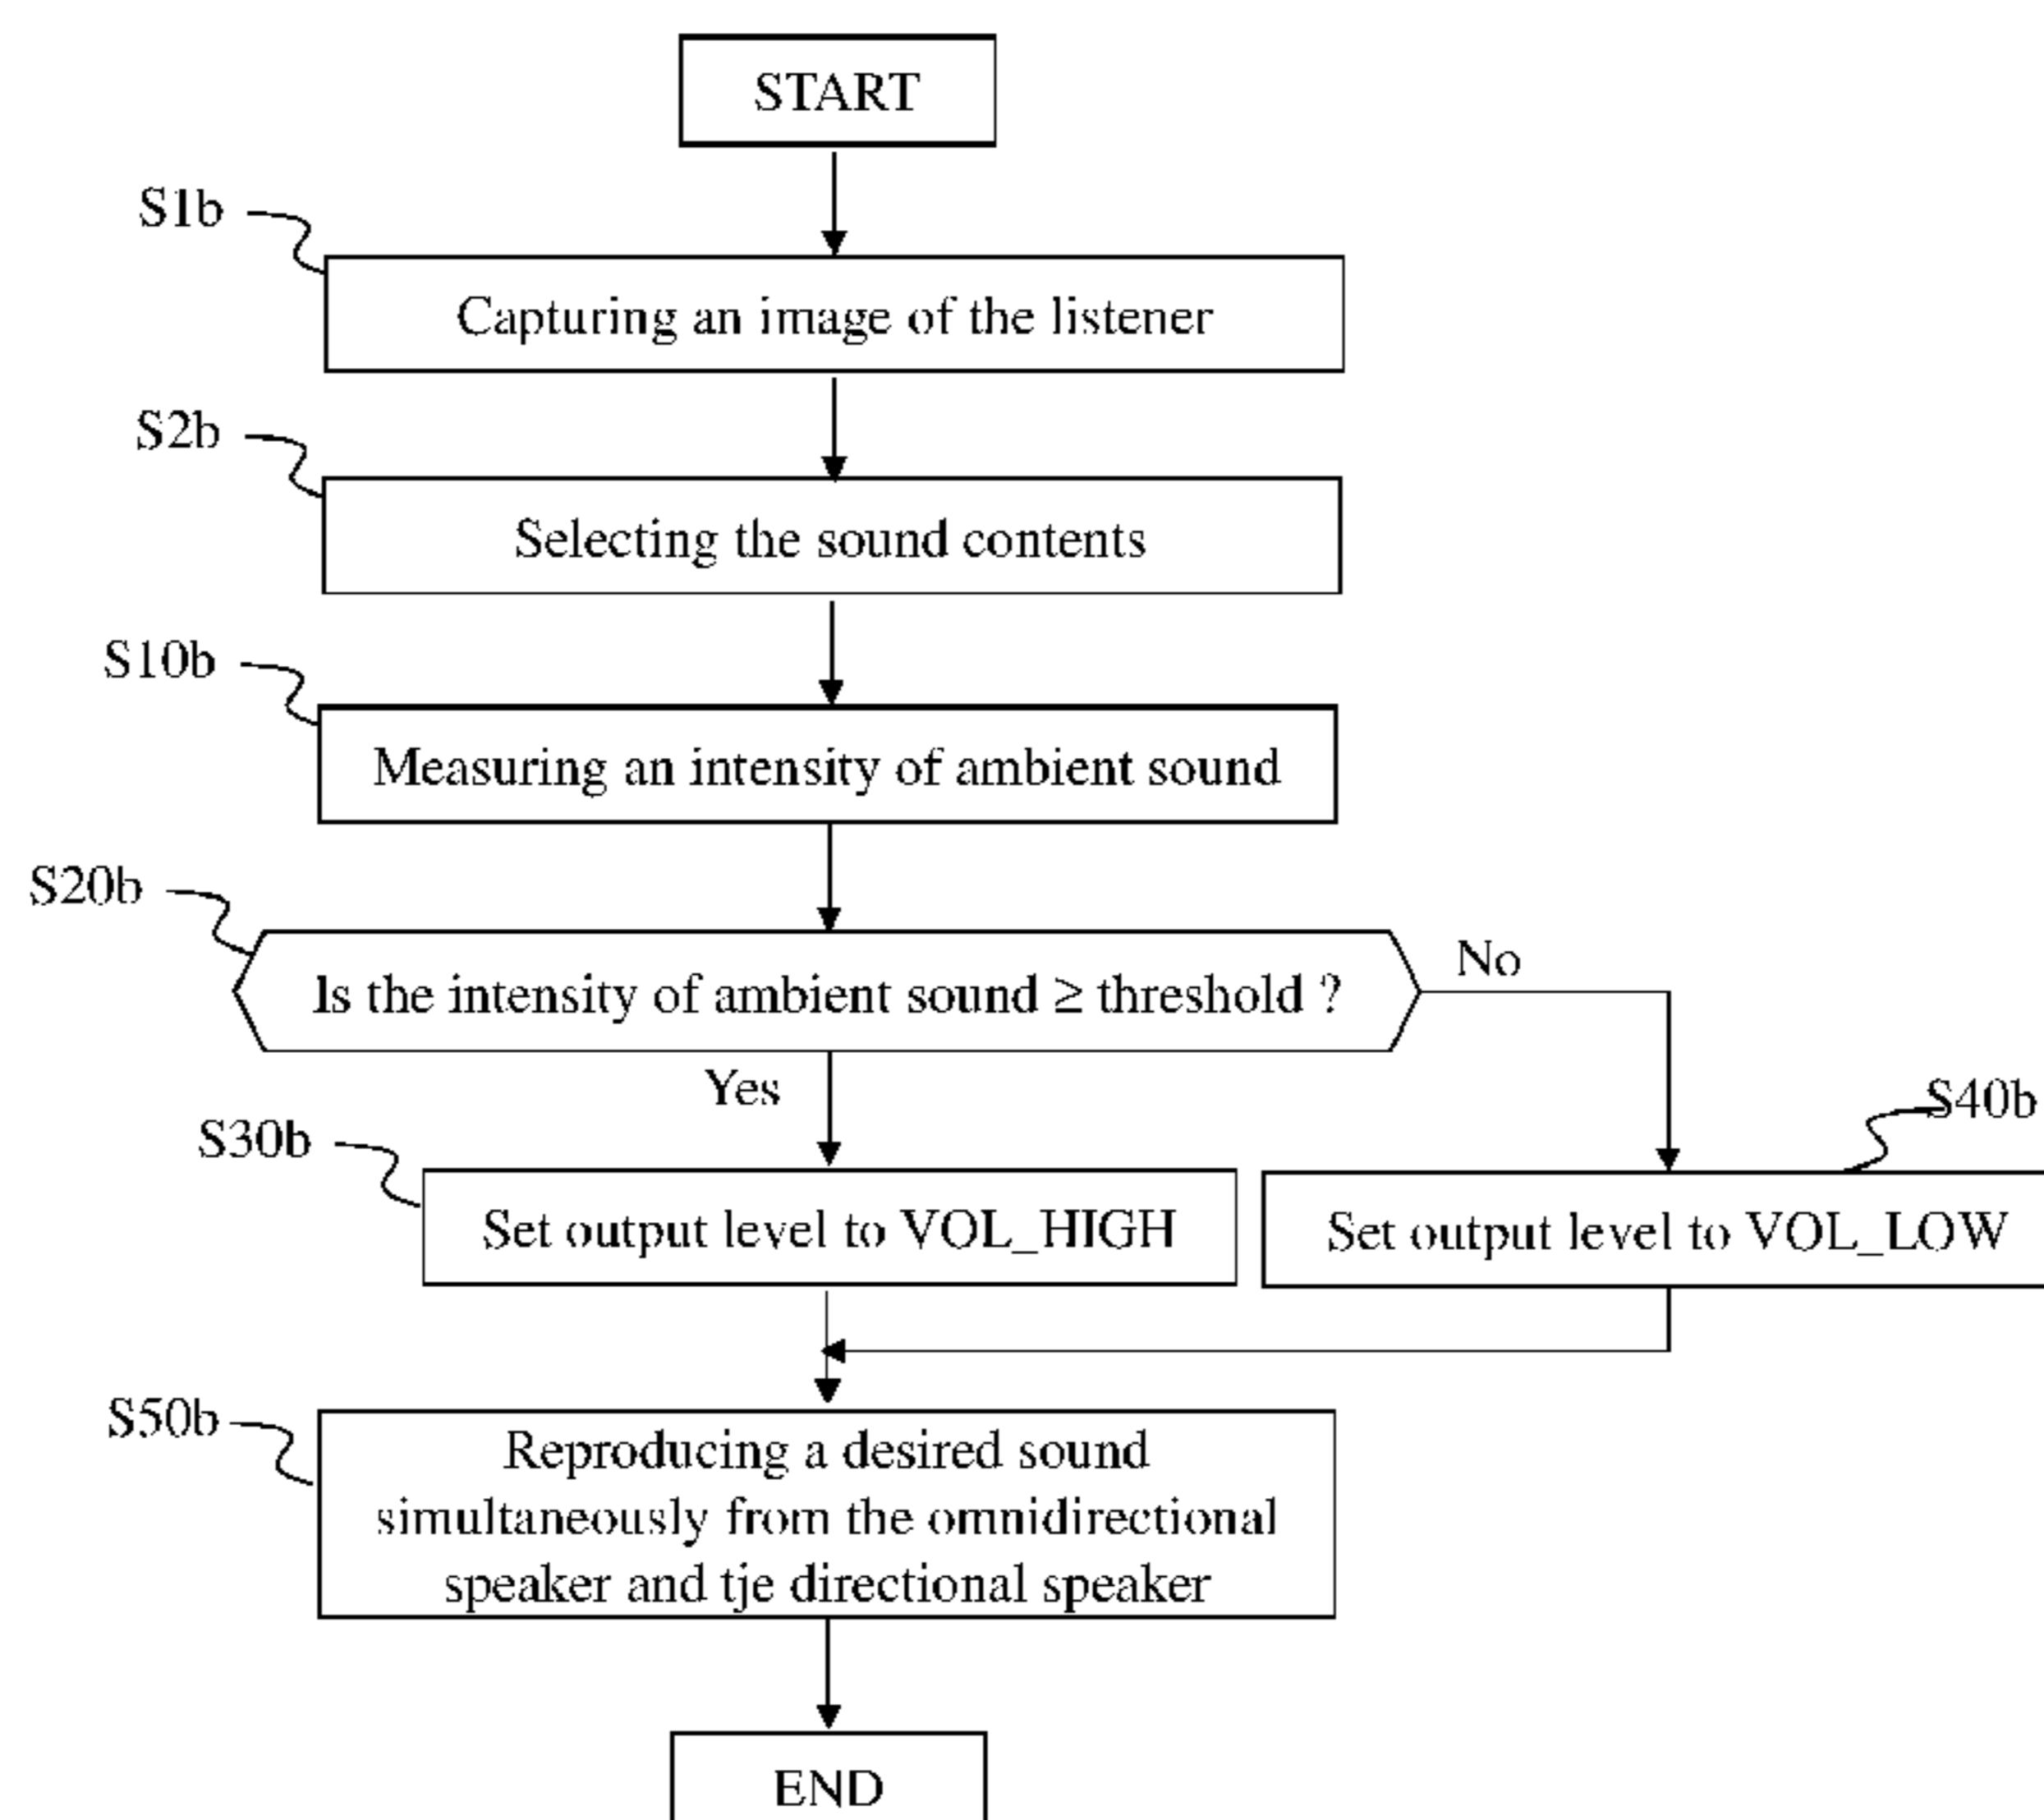 START
S1b
Capturing an image of the listener
S2b
Selecting the sound contents
S10b
Measuring an intensity of ambient sound
S20b
Is the intensity of ambient sound ≥ threshold ?
No
Yes
S30b
Set output level to VOL_HIGH
S40b
Set output level to VOL_LOW
S50b
Reproducing a desired sound
simultaneously from the omnidirectional
speaker and tje directional speaker
END